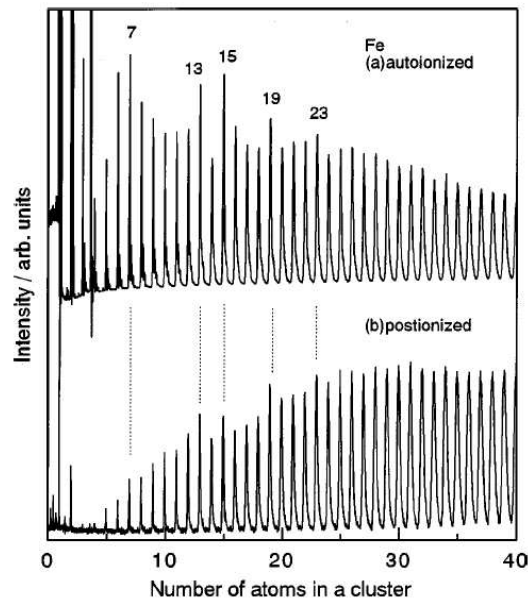 7
13
15
19
23
Fe
(a)autoionized
(b)postionized
Intensity / arb. units
0
10
20
30
40
Number of atoms in a cluster